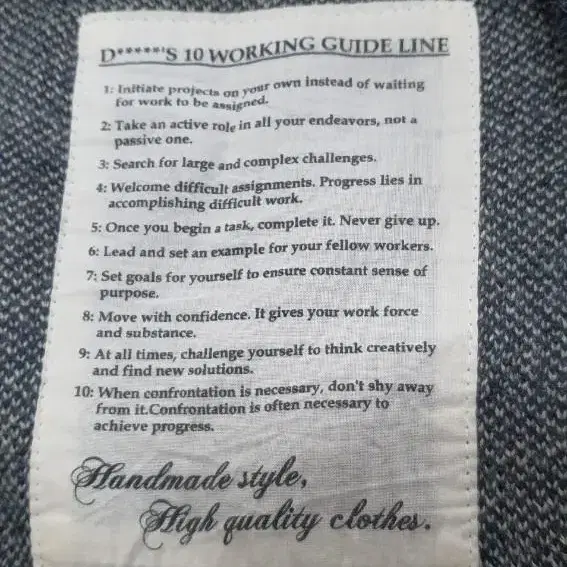 D*****'S 10 WORKING GUIDE LINE
1: Initiate projects on your own instead of waiting
for work to be assigned.
2: Take an active role in all your endeavors, not a
passive one.
3: Search for large and complex challenges.
4: Welcome difficult assignments. Progress lies in
accomplishing difficult work.
5: Once you begin a task, complete it. Never give up.
6: Lead and set an example for your fellow workers.
7: Set goals for yourself to ensure constant sense of
purpose.
8: Move with confidence. It gives your work force
and substance.
9: At all times, challenge yourself to think creatively
and find new solutions.
10: When confrontation is necessary, don't shy away
from it.Confrontation is often necessary to
achieve progress.
Handmade style,
High quality clothes.